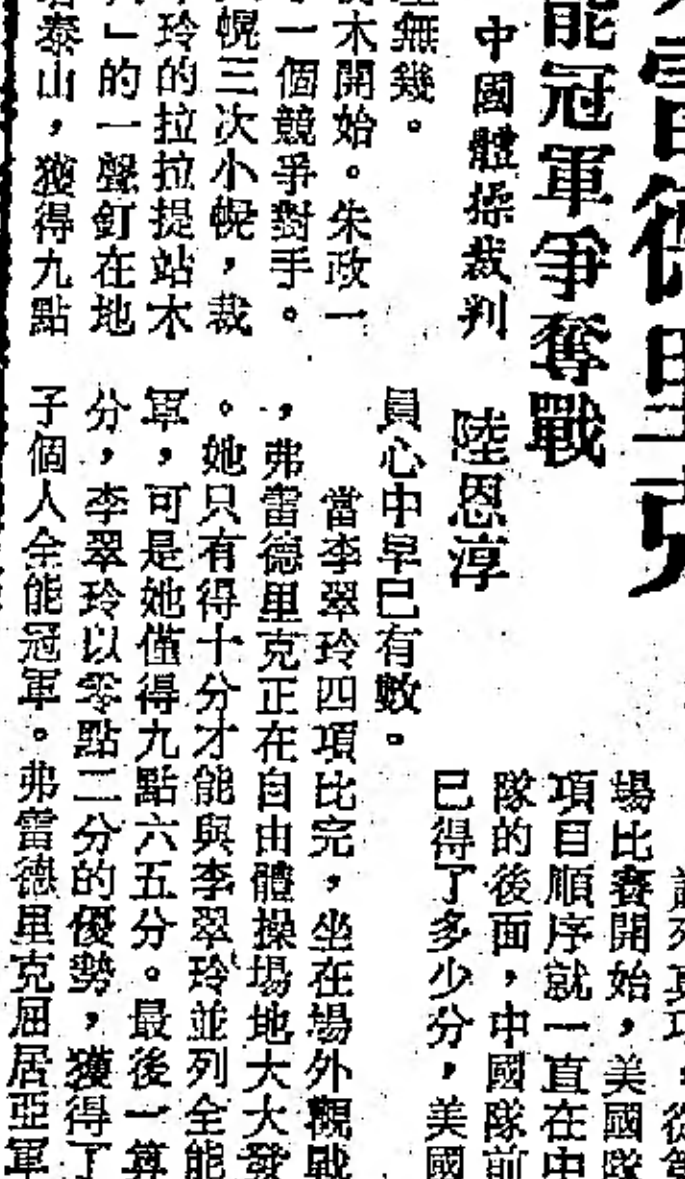 能冠軍爭奪戰
中國體操裁判 陸恩淳
無幾。
木開始。朱政一
一個競爭對手。
幌三次小幌，裁
玲的拉拉提站木
」的一聲釘在地
泰山，獲得九點
員心中早已有數。
當李翠玲四項比完，坐在場外觀戰
，弗雷德里克正在自由體操場地大大發
。她只有得十分才能與李翠玲並列全能
軍，可是她僅得九點六五分。最後一算
分，李翠玲以零點二分的優勢，獲得了
子個人全能冠軍。弗雷德里克屈居亞軍
場比賽開始，美國隊
項目順序就一直在中
隊的後面，中國隊前
已得了多少分，美國